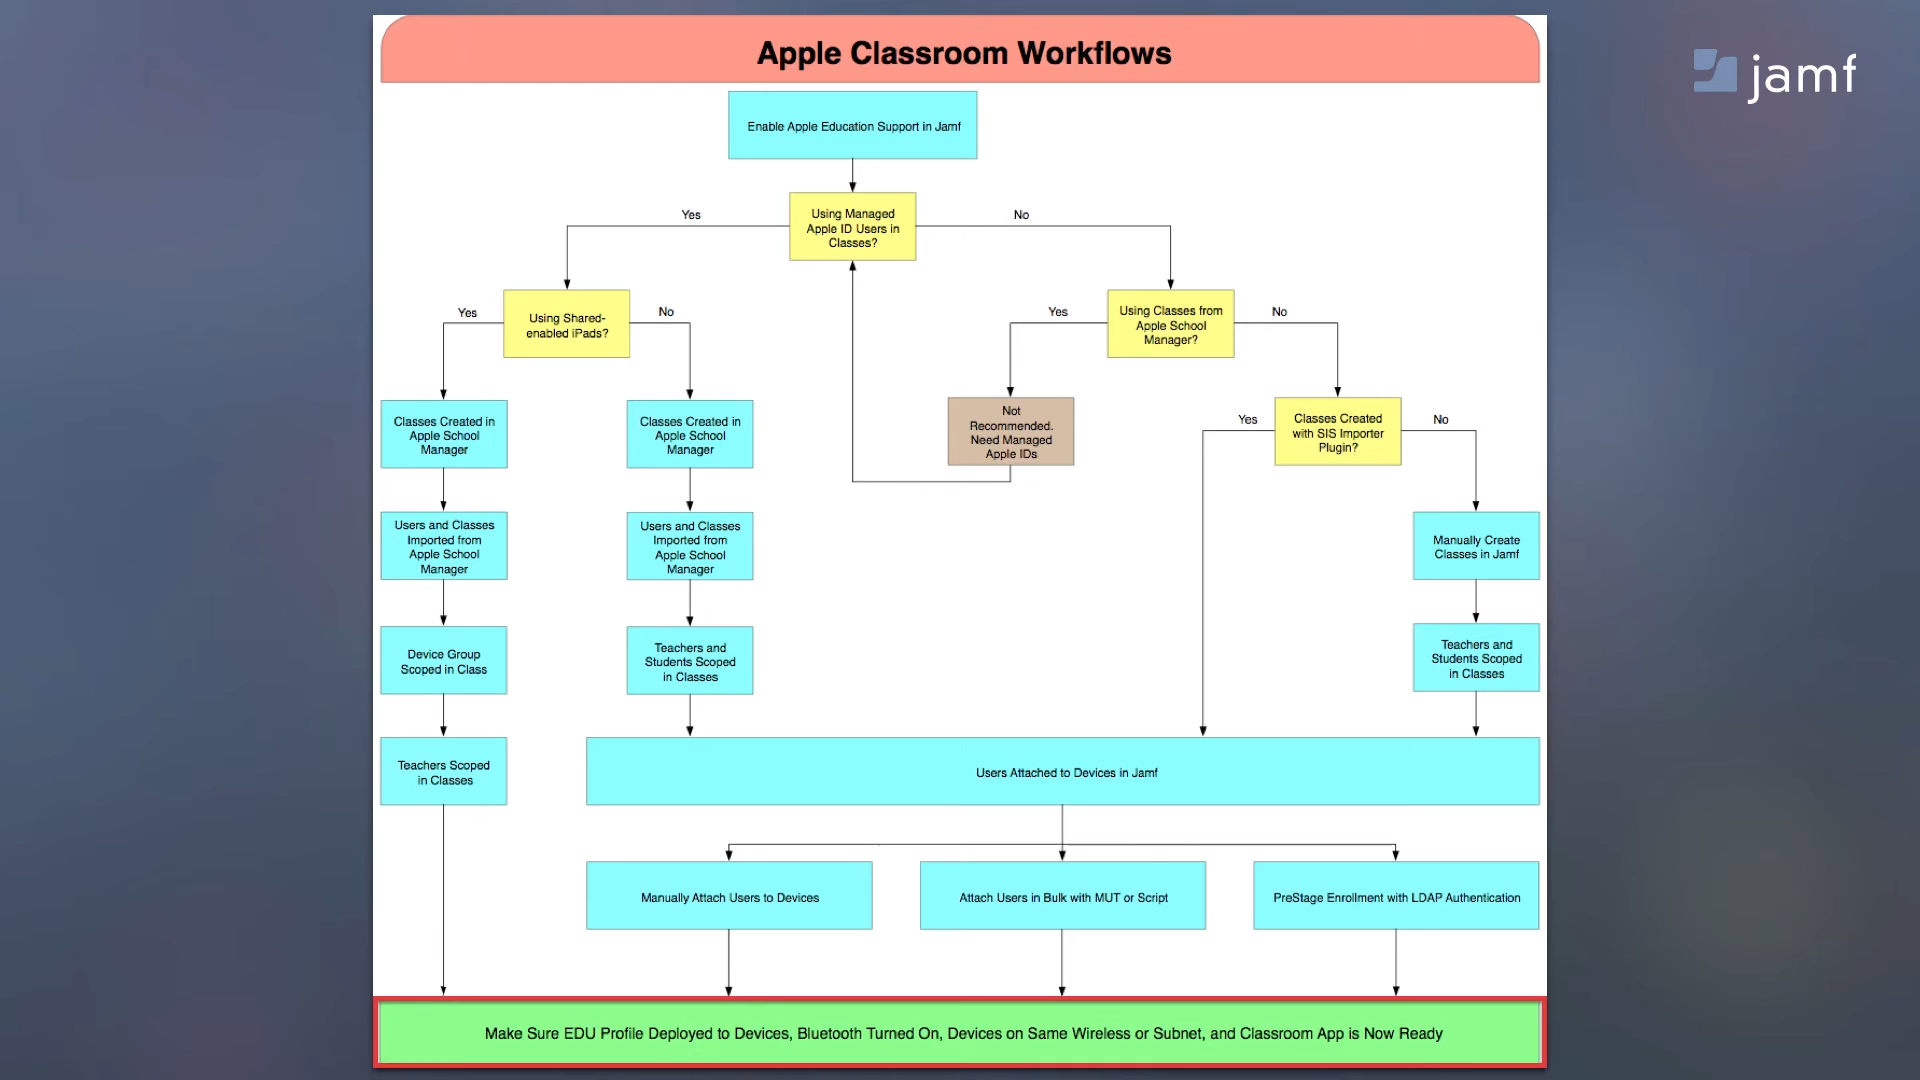 Apple Classroom Workflows
jamf
Enable Apple Education Support in Jamf
Using Managed
Apple ID Users in
Classes?
Yes
No
Using Shared-
enabled iPads?
Yes
No
Using Classes from
Apple School
Manager?
Yes
No
Classes Created in
Apple School
Manager
Classes Created in
Apple School
Manager
Not
Recommended.
Need Managed
Apple IDs
Classes Created
with SIS Importer
Plugin?
Yes
No
Users and Classes
Imported from
Apple School
Manager
Users and Classes
Imported from
Apple School
Manager
Manually Create
Classes in Jamf
Device Group
Scoped in Class
Teachers and
Students Scoped
in Classes
Teachers and
Students Scoped
in Classes
Teachers Scoped
in Classes
Users Attached to Devices in Jamf
Manually Attach Users to Devices
Attach Users in Bulk with MUT or Script
PreStage Enrollment with LDAP Authentication
Make Sure EDU Profile Deployed to Devices, Bluetooth Turned On, Devices on Same Wireless or Subnet, and Classroom App is Now Ready